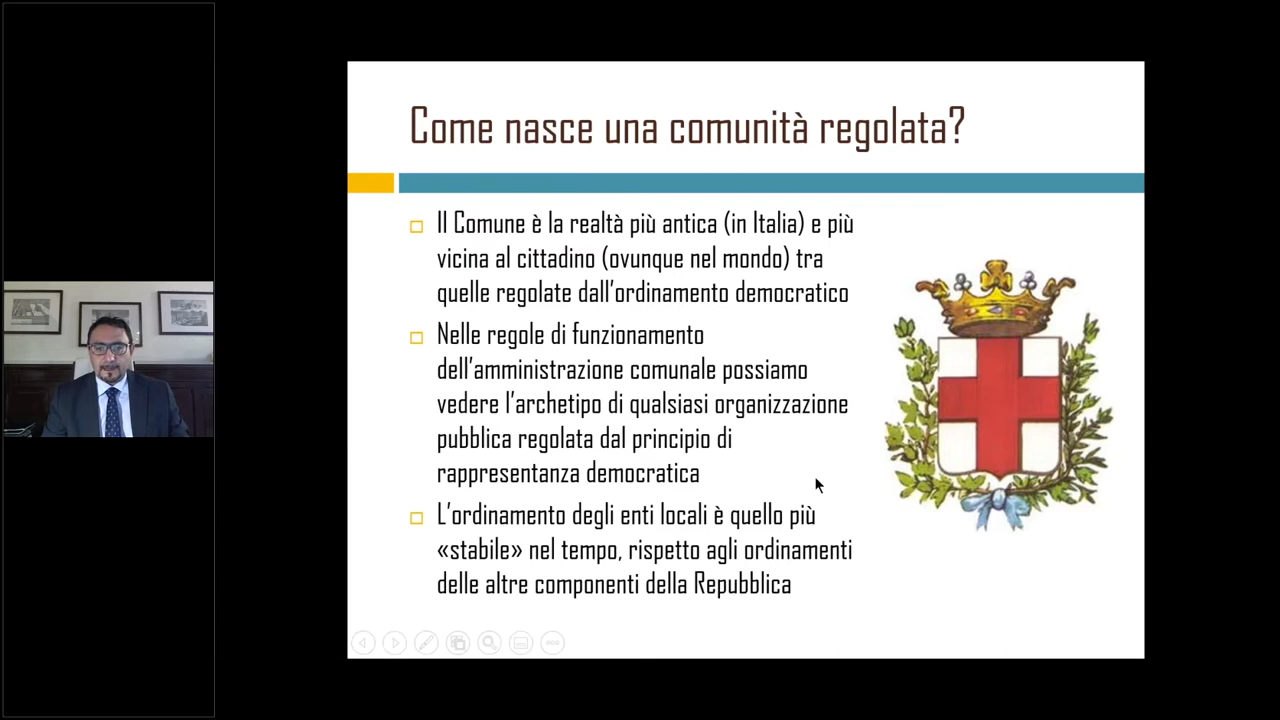 Come nasce una comunità regolata?
Il Comune è la realtà più antica (in Italia) e più
vicina al cittadino (ovunque nel mondo) tra
quelle regolate dall'ordinamento democratico
Nelle regole di funzionamento
dell'amministrazione comunale possiamo
vedere l'archetipo di qualsiasi organizzazione
pubblica regolata dal principio di
rappresentanza democratica
L'ordinamento degli enti locali è quello più
«stabile» nel tempo, rispetto agli ordinamenti
delle altre componenti della Repubblica